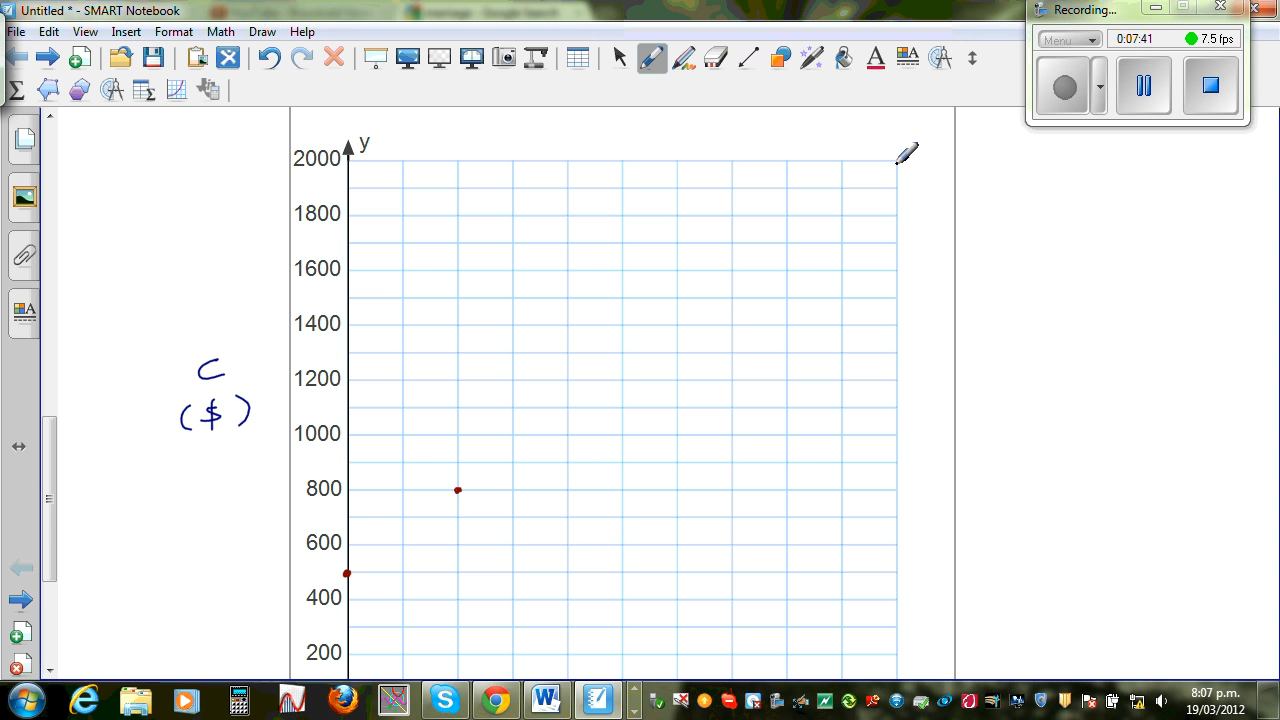 Untitled * - SMART Notebook
Recording...
File Edit View Insert Format Math Draw Help
Menu
0:07:41
7.5 fps
y
2000
1800
1600
1400
1200
1000
800
600
400
200
C
($)
8:07 p.m.
19/03/2012